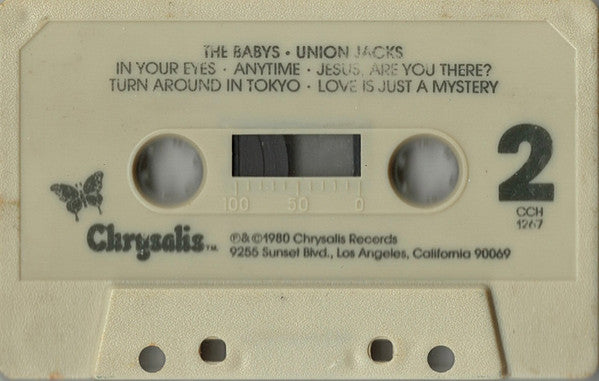 THE BABYS • UNION JACKS
IN YOUR EYES • ANYTIME • JESUS, ARE YOU THERE?
TURN AROUND IN TOKYO • LOVE IS JUST A MYSTERY
2
100 50 0
CCH
1267
Chrysalis TM
℗&©1980 Chrysalis Records
9255 Sunset Blvd., Los Angeles, California 90069